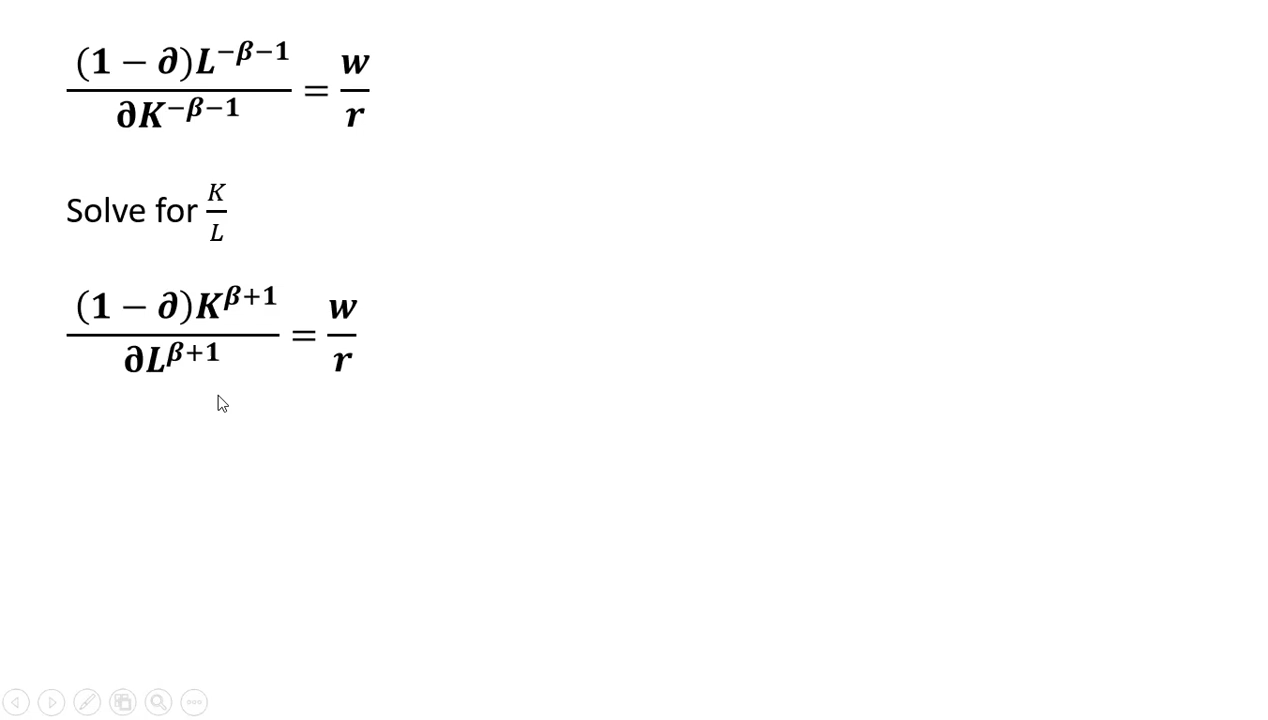 (1 − ∂)L^{−β−1} / ∂K^{−β−1} = w / r
Solve for K / L
(1 − ∂)K^{β+1} / ∂L^{β+1} = w / r